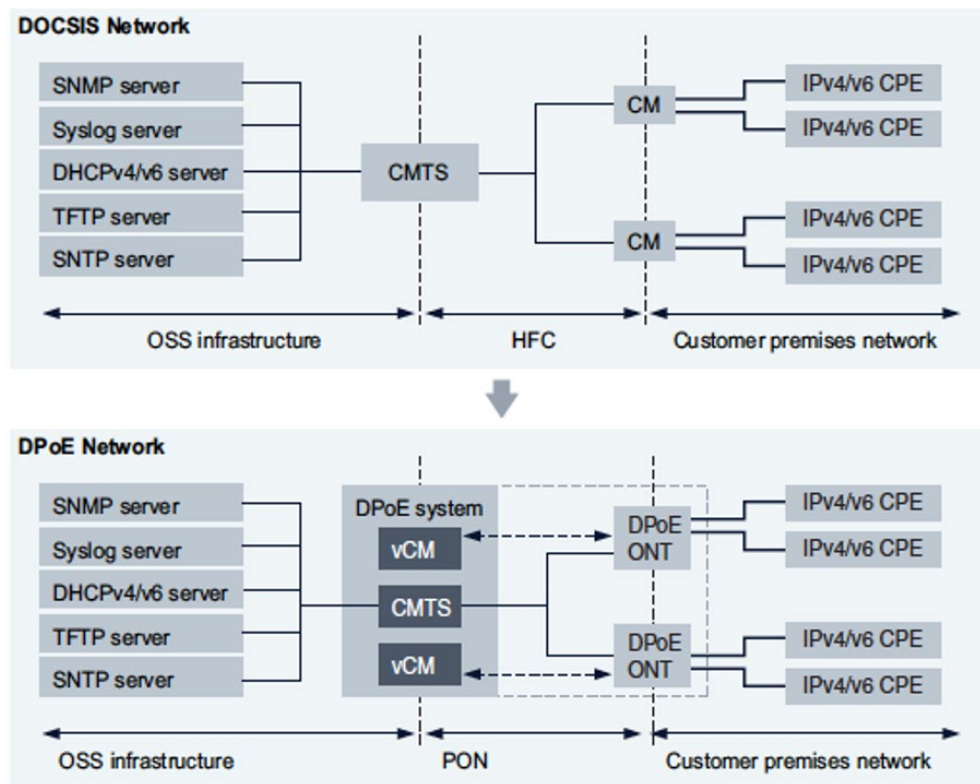 DOCSIS Network
SNMP server
Syslog server
DHCPv4/v6 server
TFTP server
SNTP server
CMTS
CM
CM
IPv4/v6 CPE
IPv4/v6 CPE
IPv4/v6 CPE
IPv4/v6 CPE
OSS infrastructure
HFC
Customer premises network
DPoE Network
SNMP server
Syslog server
DHCPv4/v6 server
TFTP server
SNTP server
DPoE system
vCM
CMTS
vCM
DPoE
ONT
DPoE
ONT
IPv4/v6 CPE
IPv4/v6 CPE
IPv4/v6 CPE
IPv4/v6 CPE
OSS infrastructure
PON
Customer premises network